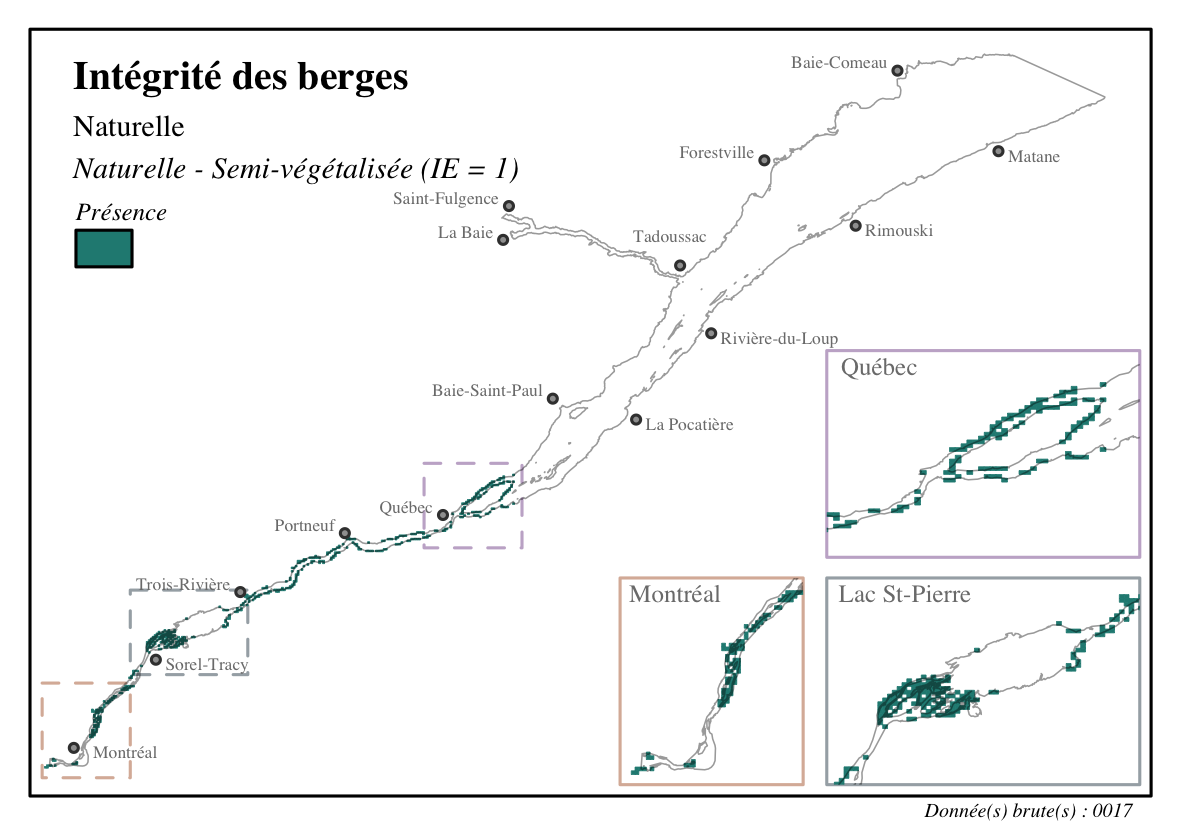 Intégrité des berges
Naturelle
Naturelle - Semi-végétalisée (IE = 1)
Présence
Baie-Comeau
Forestville
Matane
Saint-Fulgence
La Baie
Tadoussac
Rimouski
Rivière-du-Loup
Baie-Saint-Paul
La Pocatière
Québec
Portneuf
Trois-Rivière
Sorel-Tracy
Montréal
Québec
Montréal
Lac St-Pierre
Donnée(s) brute(s) : 0017